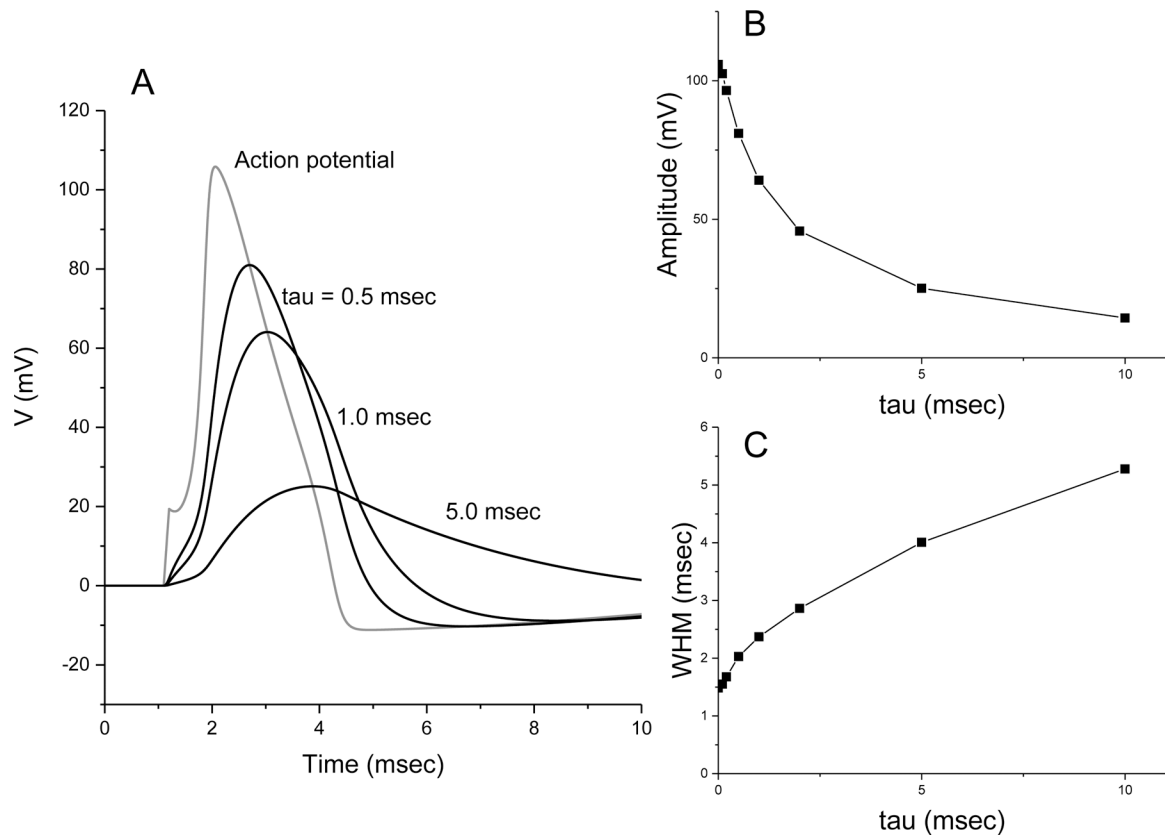 A
120
100
80
60
40
20
0
-20
V (mV)
Action potential
tau = 0.5 msec
1.0 msec
5.0 msec
0
2
4
6
8
10
Time (msec)
B
100
50
0
Amplitude (mV)
0
5
10
tau (msec)
C
6
5
4
3
2
1
0
WHM (msec)
0
5
10
tau (msec)